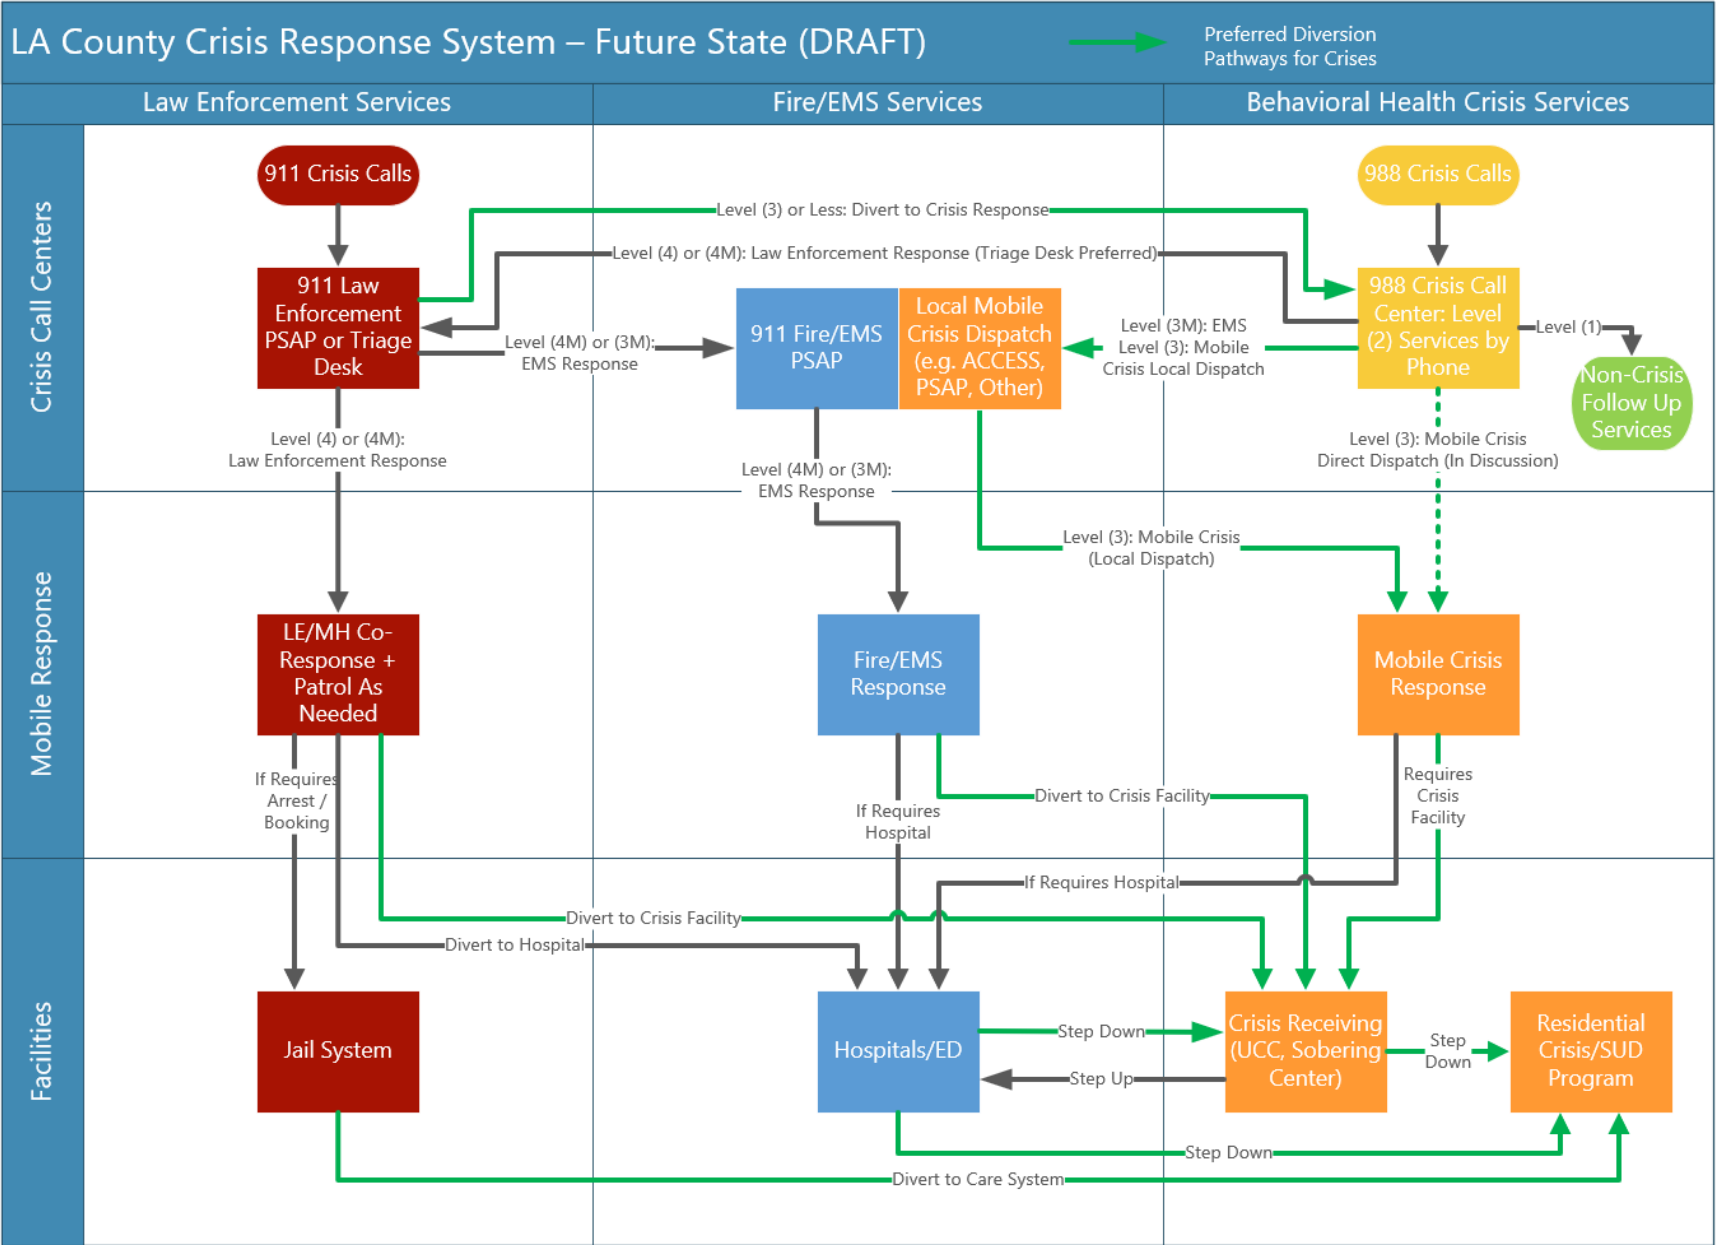 LA County Crisis Response System – Future State (DRAFT)
Preferred Diversion
Pathways for Crises
Law Enforcement Services
Fire/EMS Services
Behavioral Health Crisis Services
Crisis Call Centers
911 Crisis Calls
988 Crisis Calls
Level (3) or Less: Divert to Crisis Response
Level (4) or (4M): Law Enforcement Response (Triage Desk Preferred)
911 Law
Enforcement
PSAP or Triage
Desk
Level (4M) or (3M):
EMS Response
911 Fire/EMS
PSAP
Local Mobile
Crisis Dispatch
(e.g. ACCESS,
PSAP, Other)
Level (3M): EMS
Level (3): Mobile
Crisis Local Dispatch
988 Crisis Call
Center: Level
(2) Services by
Phone
Level (1)
Non-Crisis
Follow Up
Services
Level (4) or (4M):
Law Enforcement Response
Level (4M) or (3M):
EMS Response
Level (3): Mobile Crisis
Direct Dispatch (In Discussion)
Mobile Response
Level (3): Mobile Crisis
(Local Dispatch)
LE/MH Co-
Response +
Patrol As
Needed
Fire/EMS
Response
Mobile Crisis
Response
If Requires
Arrest /
Booking
If Requires
Hospital
Divert to Crisis Facility
Requires
Crisis
Facility
Facilities
If Requires Hospital
Divert to Crisis Facility
Divert to Hospital
Jail System
Hospitals/ED
Step Down
Step Up
Crisis Receiving
(UCC, Sobering
Center)
Step
Down
Residential
Crisis/SUD
Program
Step Down
Divert to Care System